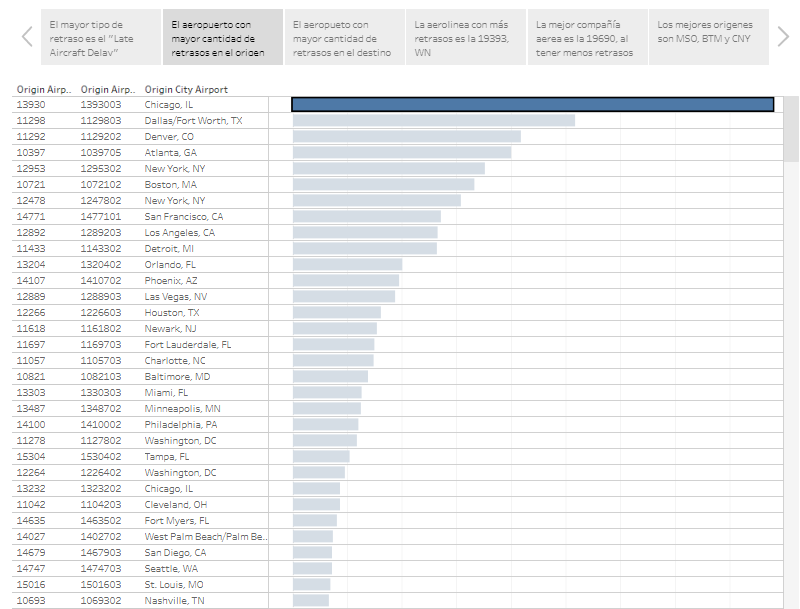 El mayor tipo de
retraso es el "Late
Aircraft Delay"
El aeropuerto con
mayor cantidad de
retrasos en el origen
El aeropueto con
mayor cantidad de
retrasos en el destino
La aerolinea con más
retrasos es la 19393,
WN
La mejor compañía
aerea es la 19690, al
tener menos retrasos
Los mejores origenes
son MSO, BTM y CNY
Origin Airp.. Origin Airp.. Origin City Airport
13930 1393003 Chicago, IL
11298 1129803 Dallas/Fort Worth, TX
11292 1129202 Denver, CO
10397 1039705 Atlanta, GA
12953 1295302 New York, NY
10721 1072102 Boston, MA
12478 1247802 New York, NY
14771 1477101 San Francisco, CA
12892 1289203 Los Angeles, CA
11433 1143302 Detroit, MI
13204 1320402 Orlando, FL
14107 1410702 Phoenix, AZ
12889 1288903 Las Vegas, NV
12266 1226603 Houston, TX
11618 1161802 Newark, NJ
11697 1169703 Fort Lauderdale, FL
11057 1105703 Charlotte, NC
10821 1082103 Baltimore, MD
13303 1330303 Miami, FL
13487 1348702 Minneapolis, MN
14100 1410002 Philadelphia, PA
11278 1127802 Washington, DC
15304 1530402 Tampa, FL
12264 1226402 Washington, DC
13232 1323202 Chicago, IL
11042 1104203 Cleveland, OH
14635 1463502 Fort Myers, FL
14027 1402702 West Palm Beach/Palm Be..
14679 1467903 San Diego, CA
14747 1474703 Seattle, WA
15016 1501603 St. Louis, MO
10693 1069302 Nashville, TN